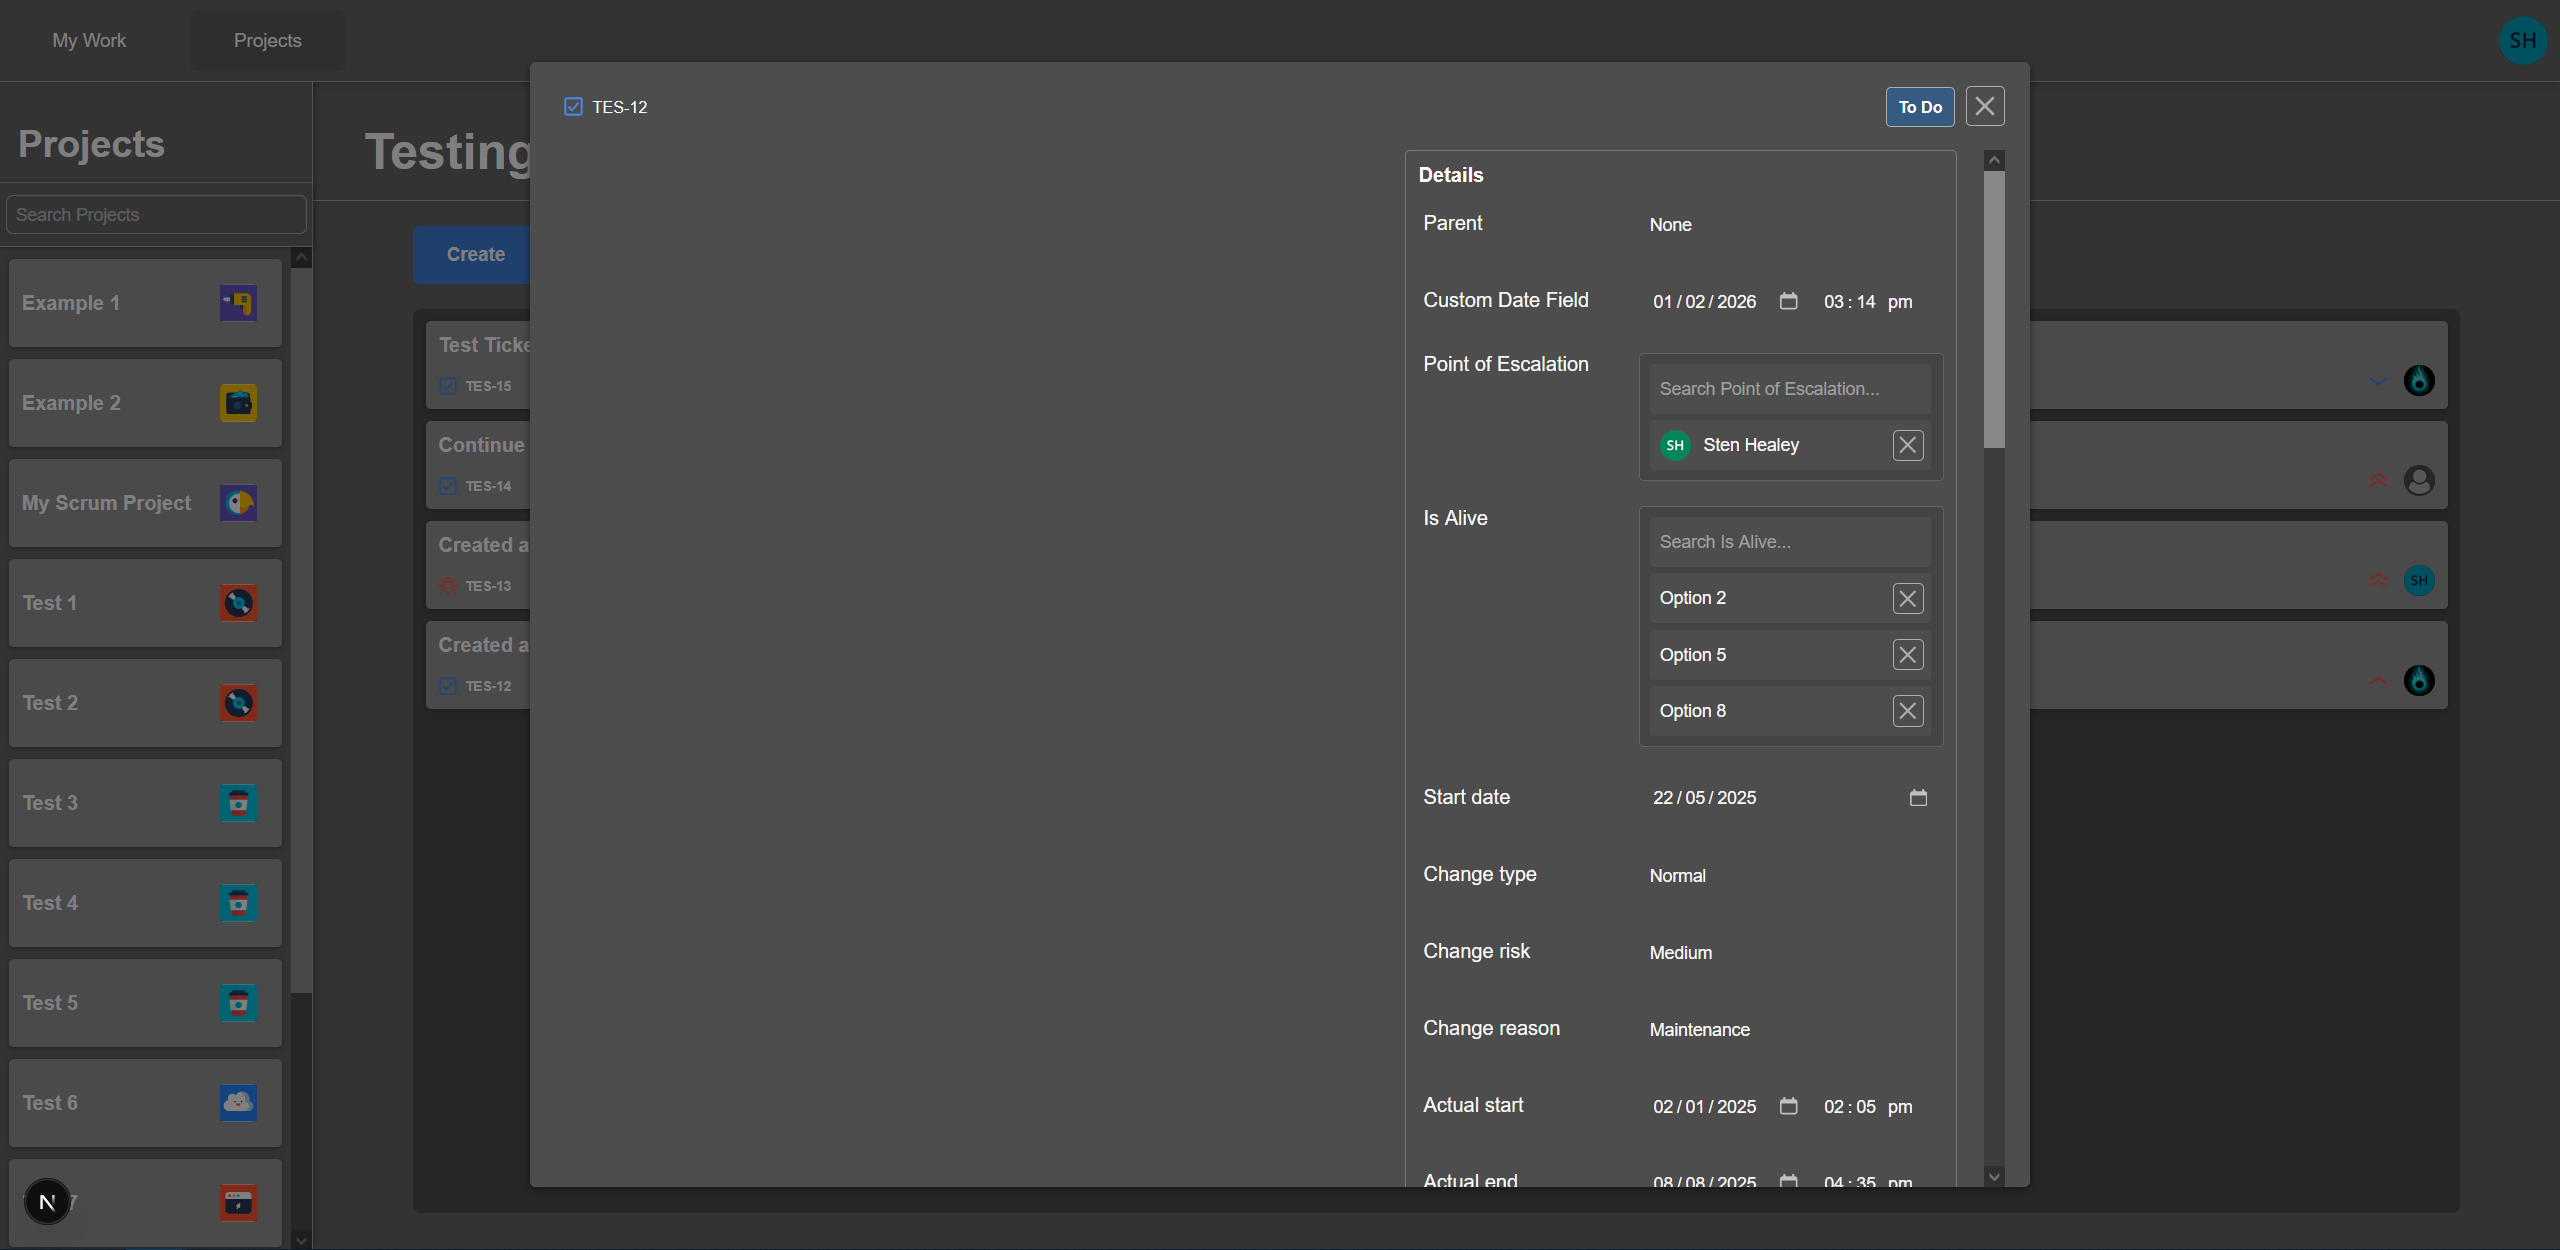 My Work
Projects
SH
Projects
Search Projects
Example 1
Example 2
My Scrum Project
Test 1
Test 2
Test 3
Test 4
Test 5
Test 6
7
N
Testing
Create
Test Ticke
TES-15
Continue
TES-14
Created a
TES-13
SH
Created a
TES-12
TES-12
To Do
Details
Parent None
Custom Date Field 01/02/2026 03:14 pm
Point of Escalation
Search Point of Escalation...
SH Sten Healey
Is Alive
Search Is Alive...
Option 2
Option 5
Option 8
Start date 22/05/2025
Change type Normal
Change risk Medium
Change reason Maintenance
Actual start 02/01/2025 02:05 pm
Actual end 08/08/2025 04:35 pm